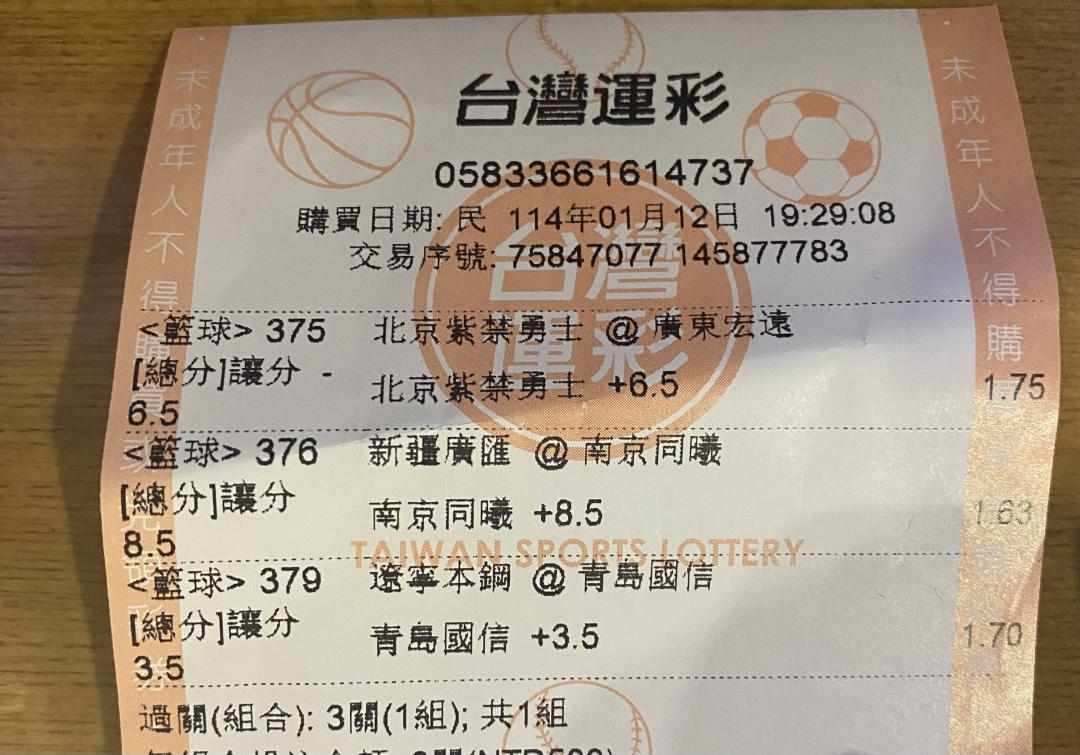 台灣運彩
05833661614737
購買日期: 民 114年01月12日 19:29:08
交易序號: 75847077 145877783
<籃球> 375 北京紫禁勇士 @ 廣東宏遠
[總分]讓分 - 北京紫禁勇士 +6.5 1.75
6.5
<籃球> 376 新疆廣匯 @ 南京同曦
[總分]讓分 南京同曦 +8.5 1.63
8.5
TAIWAN SPORTS LOTTERY
<籃球> 379 遼寧本鋼 @ 青島國信
[總分]讓分 青島國信 +3.5 1.70
3.5
過關(組合): 3關(1組); 共1組
台灣
運彩
未成年人不得購
未成年人不得購